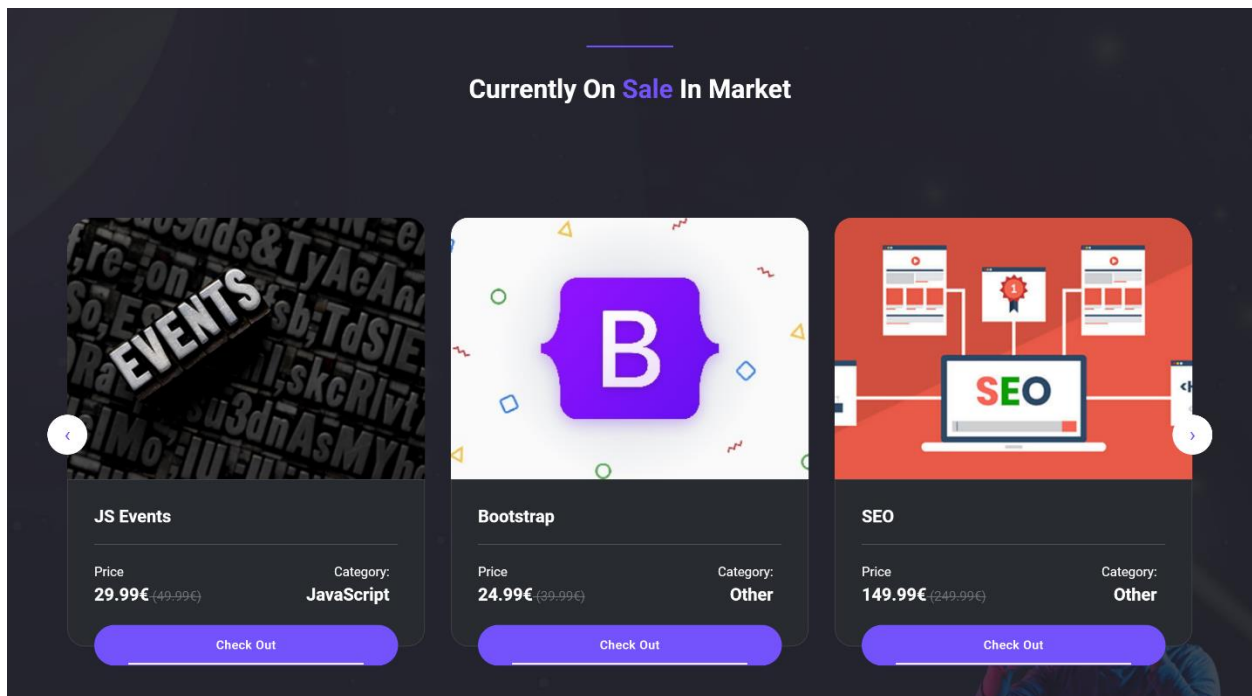 Currently On Sale In Market
EVENTS
B
1
SEO
‹
›
JS Events
Price
Category:
29.99€ (49.99€)
JavaScript
Check Out
Bootstrap
Price
Category:
24.99€ (39.99€)
Other
Check Out
SEO
Price
Category:
149.99€ (249.99€)
Other
Check Out